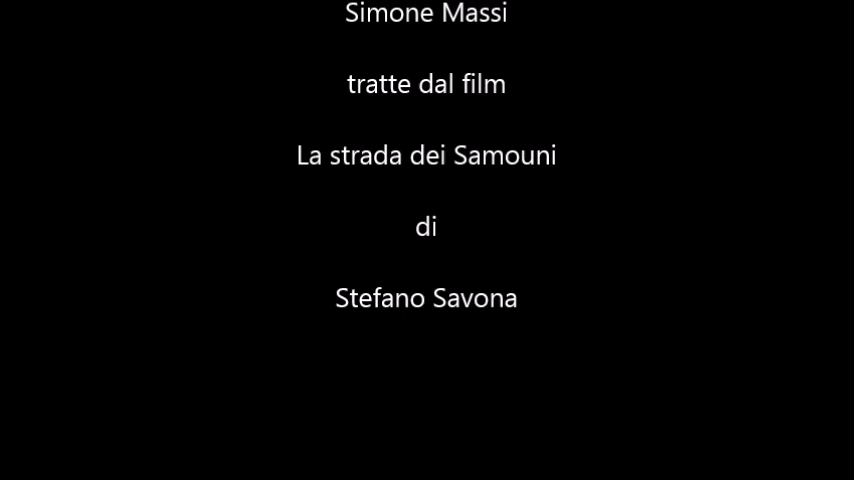 Simone Massi
tratte dal film
La strada dei Samouni
di
Stefano Savona